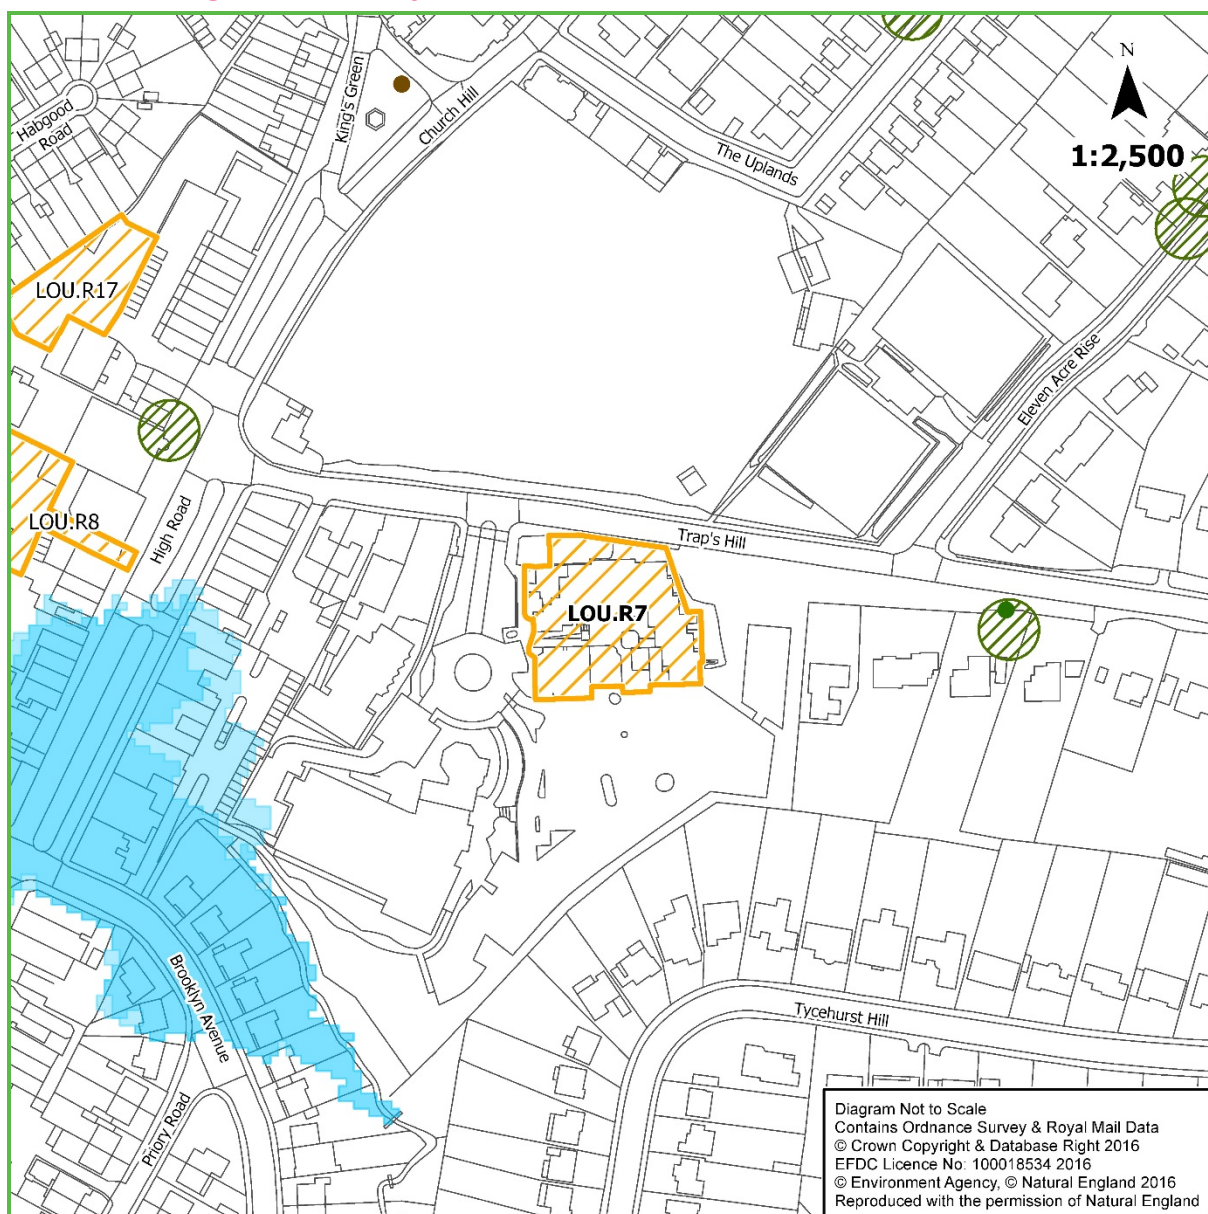 N
1:2,500
Habgood
Road
King's Green
Church Hill
The Uplands
LOU.R17
Eleven Acre Rise
LOU.R8
High Road
Trap's Hill
LOU.R7
Brooklyn Avenue
Tycehurst Hill
Priory Road
Diagram Not to Scale
Contains Ordnance Survey & Royal Mail Data
© Crown Copyright & Database Right 2016
EFDC Licence No: 100018534 2016
© Environment Agency, © Natural England 2016
Reproduced with the permission of Natural England